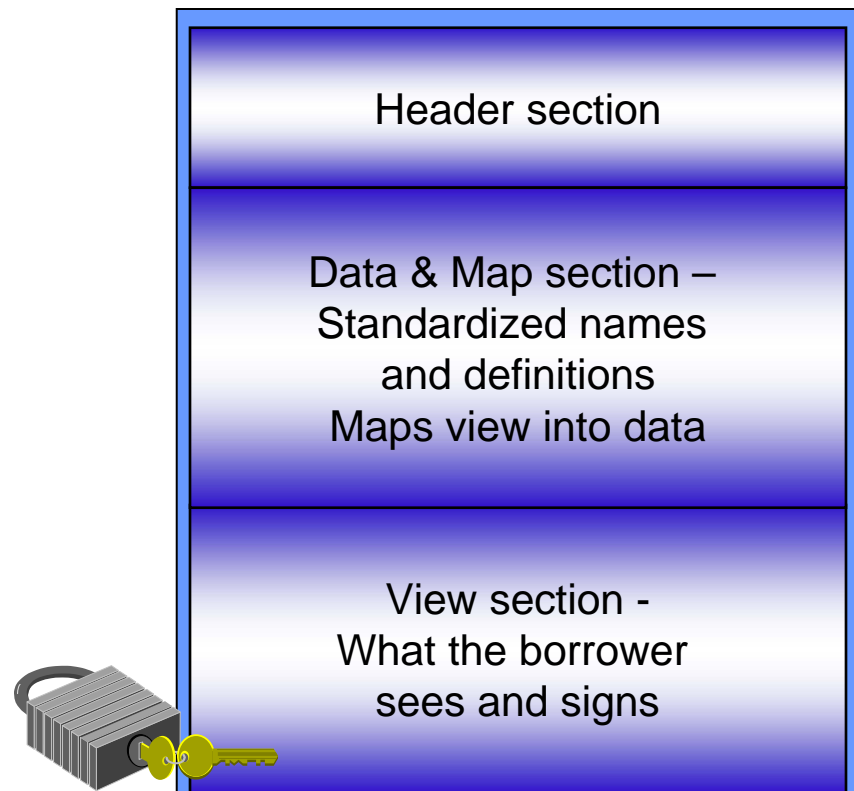 Header section
Data & Map section –
Standardized names
and definitions
Maps view into data
View section -
What the borrower
sees and signs